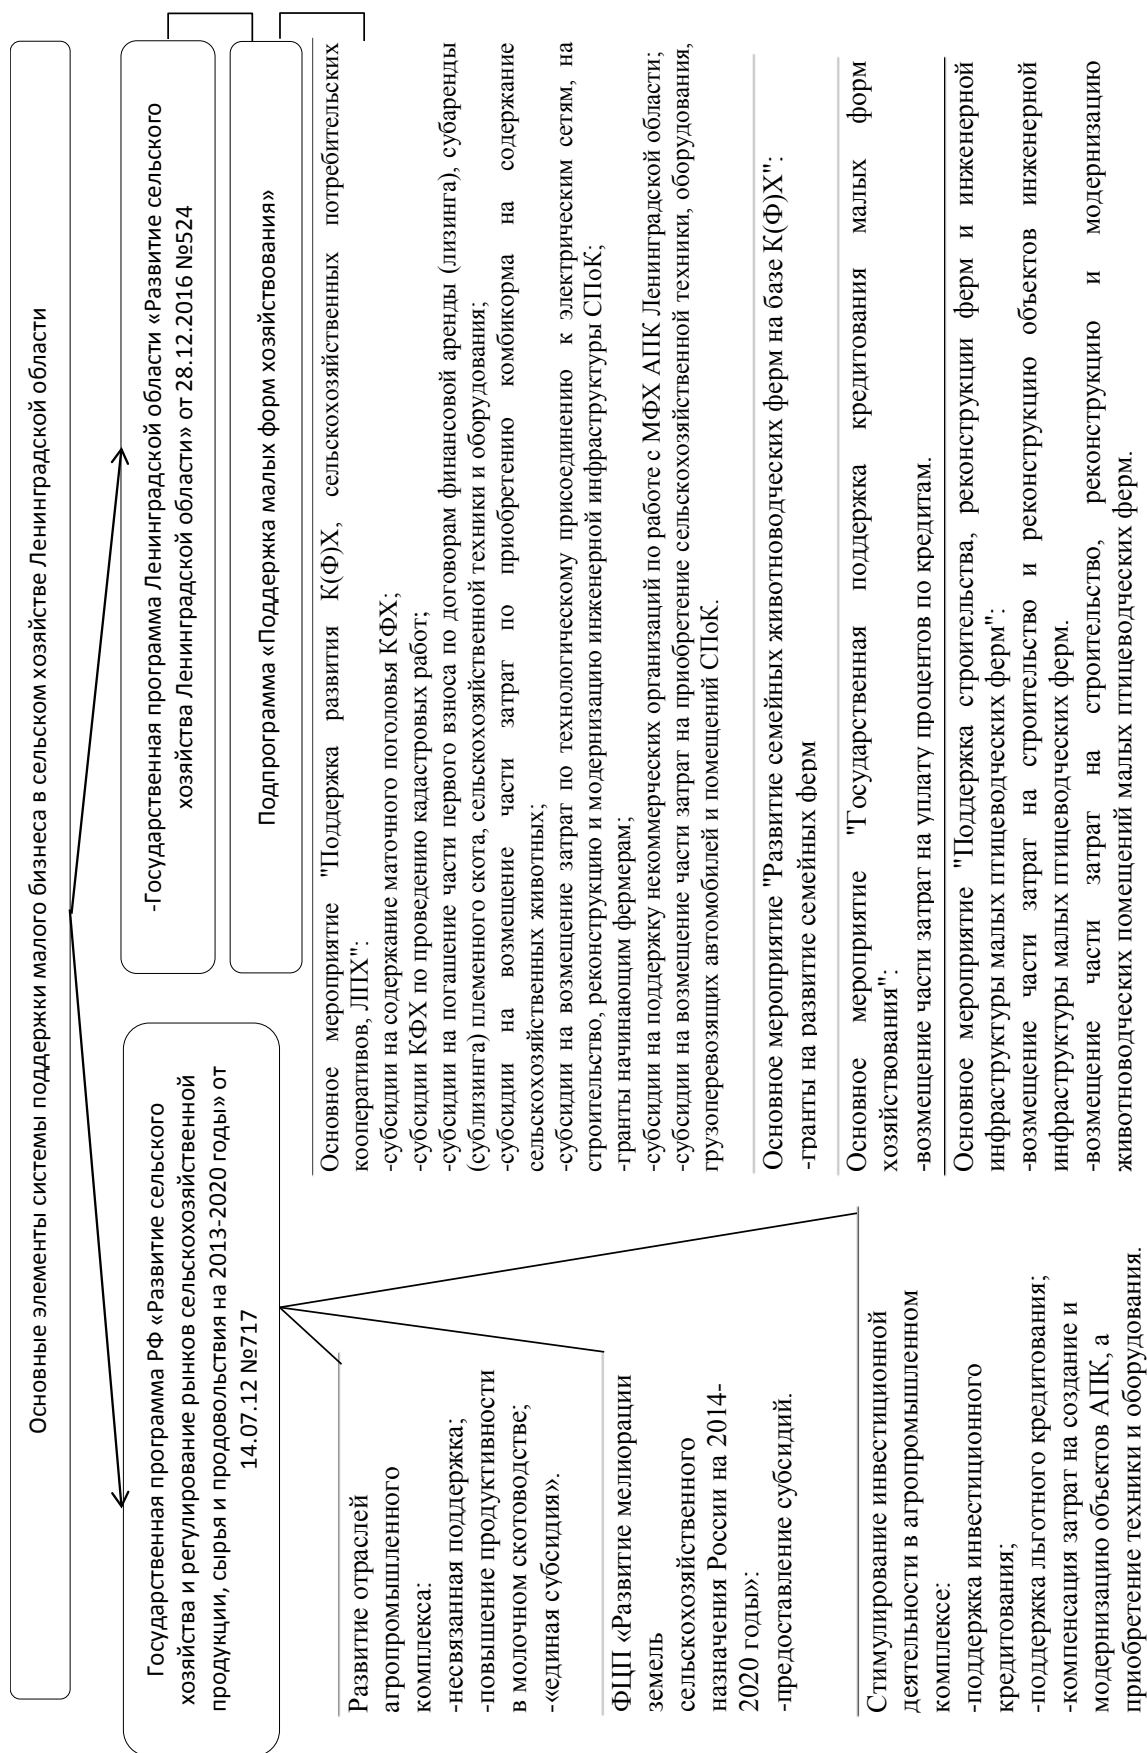 Основные элементы системы поддержки малого бизнеса в сельском хозяйстве Ленинградской области
Государственная программа РФ «Развитие сельского
хозяйства и регулирование рынков сельскохозяйственной
продукции, сырья и продовольствия на 2013-2020 годы» от
14.07.12 №717
Развитие отраслей
агропромышленного
комплекса:
-несвязанная поддержка;
-повышение продуктивности
в молочном скотоводстве;
-«единая субсидия».
ФЦП «Развитие мелиорации
земель
сельскохозяйственного
назначения России на 2014-
2020 годы»:
-предоставление субсидий.
Стимулирование инвестиционной
деятельности в агропромышленном
комплексе:
-поддержка инвестиционного
кредитования;
-поддержка льготного кредитования;
-компенсация затрат на создание и
модернизацию объектов АПК, а
приобретение техники и оборудования.
-Государственная программа Ленинградской области «Развитие сельского
хозяйства Ленинградской области» от 28.12.2016 №524
Подпрограмма «Поддержка малых форм хозяйствования»
Основное мероприятие "Поддержка развития К(Ф)Х, сельскохозяйственных потребительских
кооперативов, ЛПХ":
-субсидии на содержание маточного поголовья КФХ;
-субсидии КФХ по проведению кадастровых работ;
-субсидии на погашение части первого взноса по договорам финансовой аренды (лизинга), субаренды
(сублизинга) племенного скота, сельскохозяйственной техники и оборудования;
-субсидии на возмещение части затрат по приобретению комбикорма на содержание
сельскохозяйственных животных;
-субсидии на возмещение затрат по технологическому присоединению к электрическим сетям, на
строительство, реконструкцию и модернизацию инженерной инфраструктуры СПоК;
-гранты начинающим фермерам;
-субсидии на поддержку некоммерческих организаций по работе с МФХ АПК Ленинградской области;
-субсидии на возмещение части затрат на приобретение сельскохозяйственной техники, оборудования,
грузоперевозящих автомобилей и помещений СПоК.
Основное мероприятие "Развитие семейных животноводческих ферм на базе К(Ф)Х":
-гранты на развитие семейных ферм
Основное мероприятие "Государственная поддержка кредитования малых форм
хозяйствования":
-возмещение части затрат на уплату процентов по кредитам.
Основное мероприятие "Поддержка строительства, реконструкции ферм и инженерной
инфраструктуры малых птицеводческих ферм":
-возмещение части затрат на строительство и реконструкцию объектов инженерной
инфраструктуры малых птицеводческих ферм.
-возмещение части затрат на строительство, реконструкцию и модернизацию
животноводческих помещений малых птицеводческих ферм.